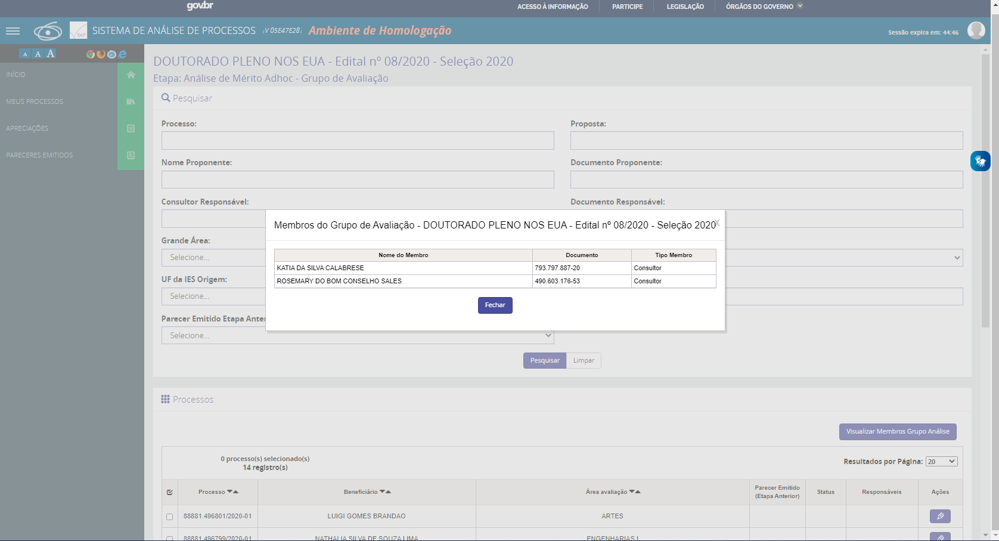 gov.br
ACESSO À INFORMAÇÃO
PARTICIPE
LEGISLAÇÃO
ÓRGÃOS DO GOVERNO
SAP
SISTEMA DE ANÁLISE DE PROCESSOS (V 05E47E28) Ambiente de Homologação
Sessão expira em: 44:46
A A A
INÍCIO
MEUS PROCESSOS
APRECIAÇÕES
PARECERES EMITIDOS
DOUTORADO PLENO NOS EUA - Edital nº 08/2020 - Seleção 2020
Etapa: Análise de Mérito Adhoc - Grupo de Avaliação
Pesquisar
Processo:
Proposta:
Nome Proponente:
Documento Proponente:
Consultor Responsável:
Documento Responsável:
Grande Área:
Selecione...
UF da IES Origem:
Selecione...
Parecer Emitido Etapa Anter
Selecione...
Membros do Grupo de Avaliação - DOUTORADO PLENO NOS EUA - Edital nº 08/2020 - Seleção 2020
X
Nome do Membro Documento Tipo Membro
KATIA DA SILVA CALABRESE 793.797.887-20 Consultor
ROSEMARY DO BOM CONSELHO SALES 490.603.176-53 Consultor
Fechar
Pesquisar Limpar
Processos
Visualizar Membros Grupo Análise
0 processo(s) selecionado(s)
14 registro(s)
Resultados por Página: 20
Processo Beneficiário Área avaliação Parecer Emitido (Etapa Anterior) Status Responsáveis Ações
88881.496801/2020-01 LUIGI GOMES BRANDAO ARTES
88881.496799/2020-01 NATHALIA SILVA DE SOUZA LIMA ENGENHARIAS I